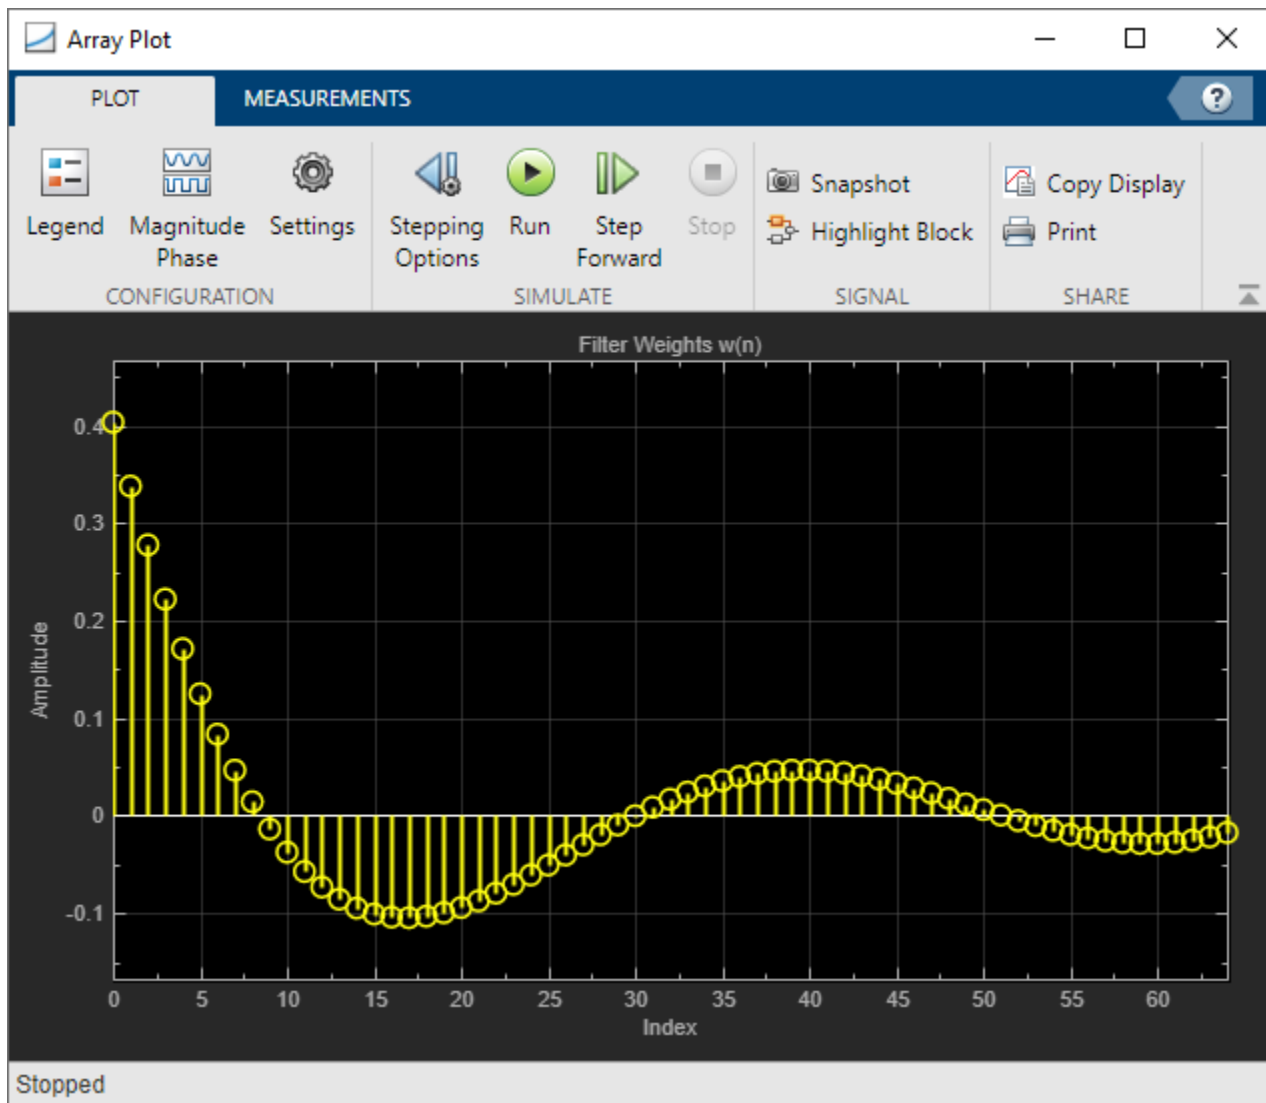 Array Plot
PLOT
MEASUREMENTS
?
Legend
Magnitude
Phase
Settings
CONFIGURATION
Stepping
Options
Run
Step
Forward
Stop
SIMULATE
Snapshot
Highlight Block
SIGNAL
Copy Display
Print
SHARE
Filter Weights w(n)
Amplitude
0.4
0.3
0.2
0.1
0
-0.1
0 5 10 15 20 25 30 35 40 45 50 55 60
Index
Stopped